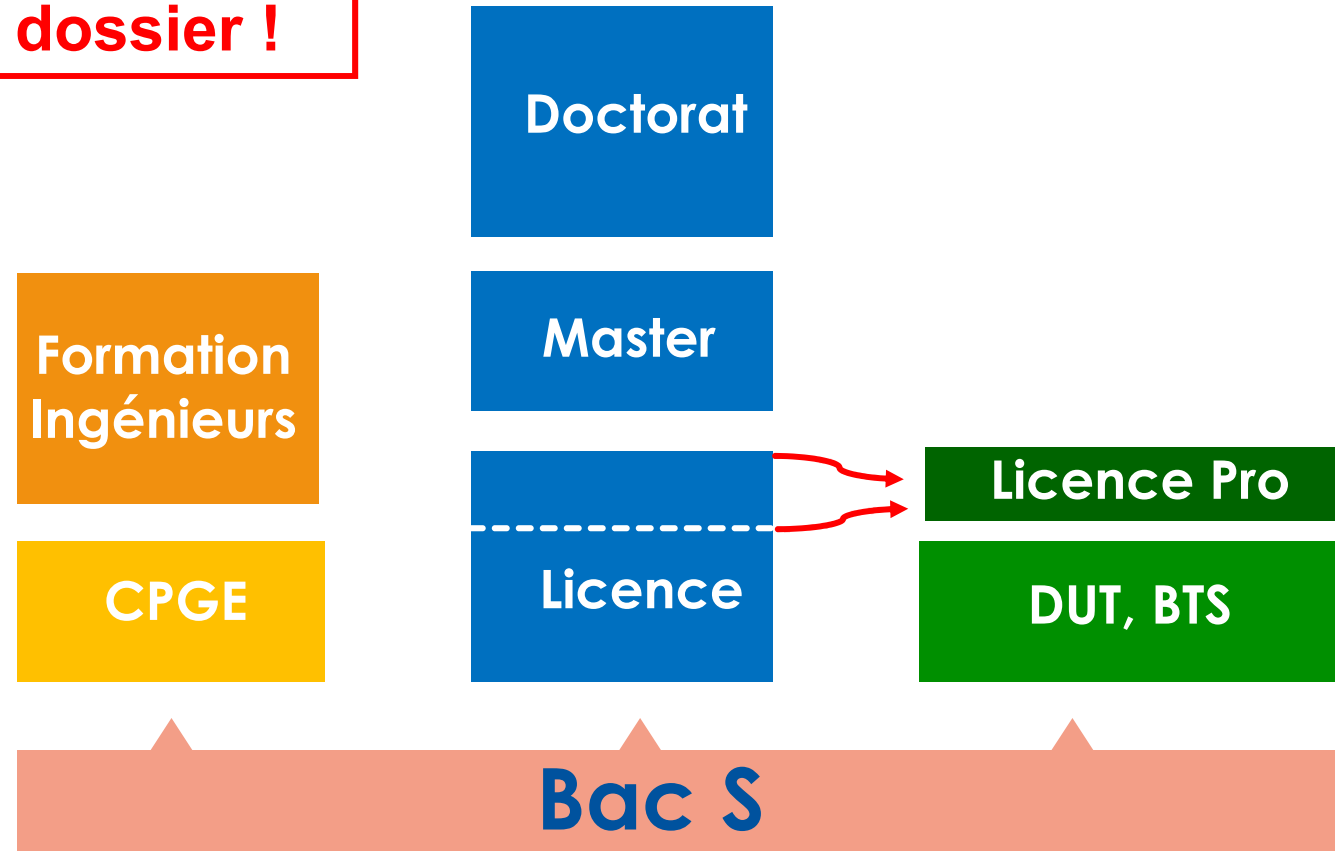 dossier !
Doctorat
Master
Formation
Ingénieurs
Licence Pro
CPGE
Licence
DUT, BTS
Bac S